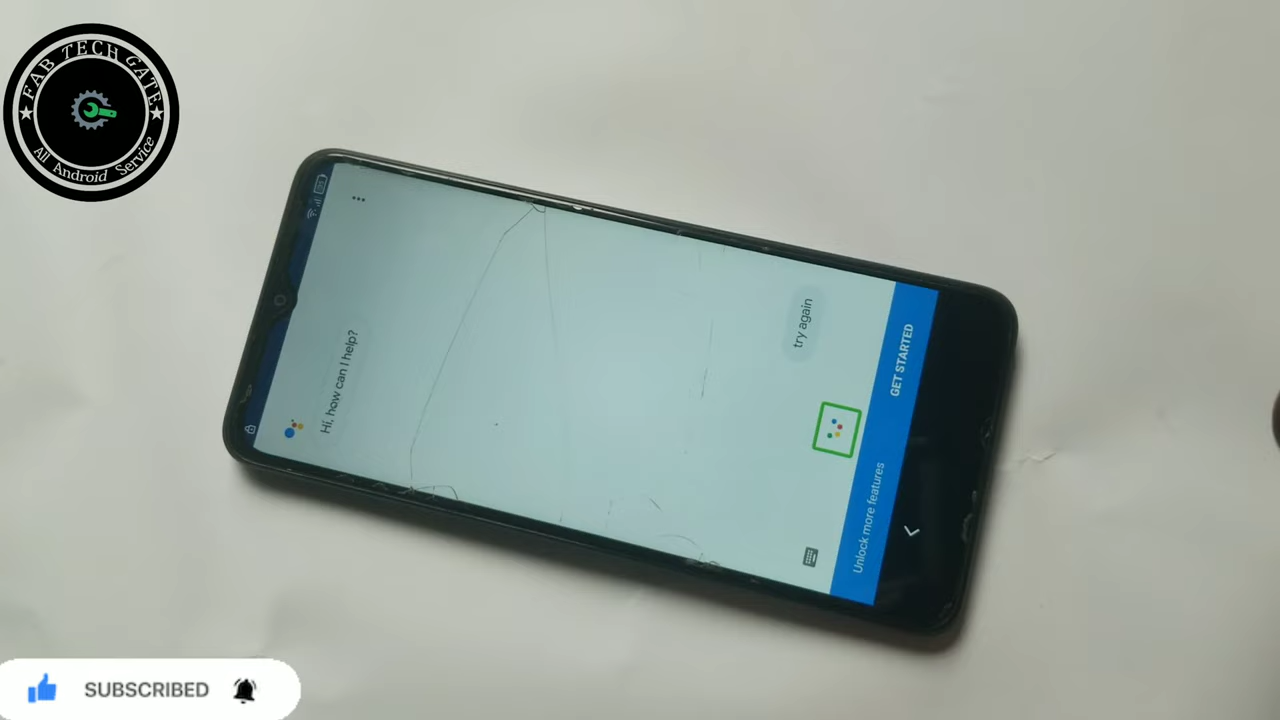 FAB TECH GATE
All Android Service
Hi, how can I help?
try again
Unlock more features
GET STARTED
SUBSCRIBED